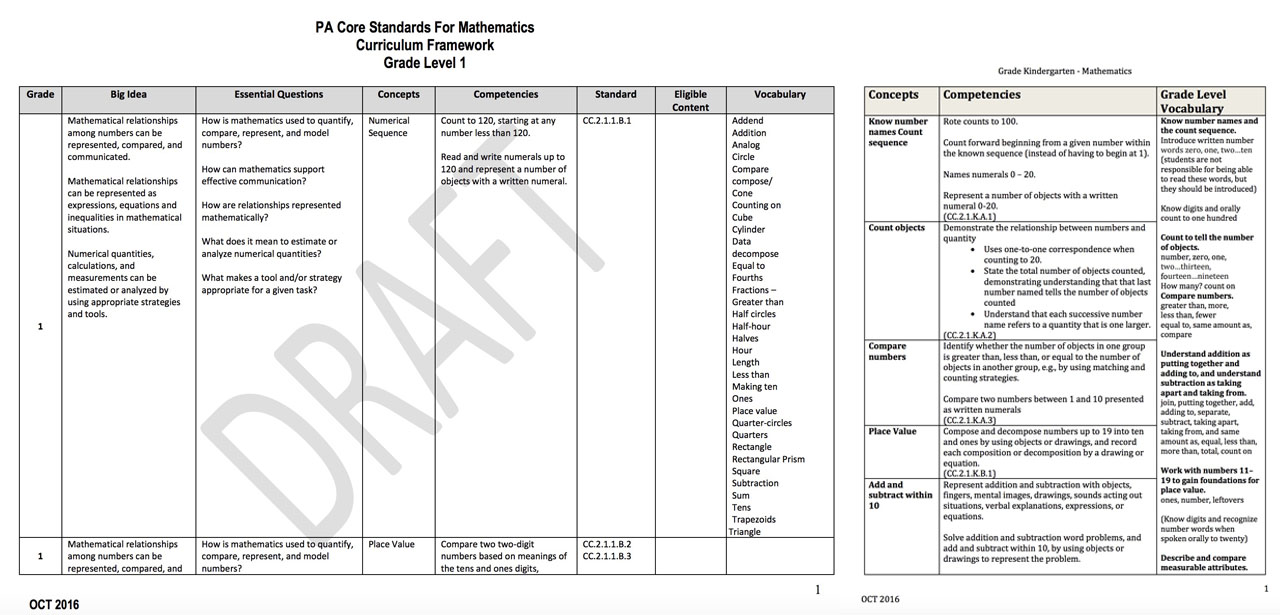 PA Core Standards For Mathematics
Curriculum Framework
Grade Level 1
Grade
Big Idea
Essential Questions
Concepts
Competencies
Standard
Eligible
Content
Vocabulary
1
Mathematical relationships
among numbers can be
represented, compared, and
communicated.
Mathematical relationships
can be represented as
expressions, equations and
inequalities in mathematical
situations.
Numerical quantities,
calculations, and
measurements can be
estimated or analyzed by
using appropriate strategies
and tools.
How is mathematics used to quantify,
compare, represent, and model
numbers?
How can mathematics support
effective communication?
How are relationships represented
mathematically?
What does it mean to estimate or
analyze numerical quantities?
What makes a tool and/or strategy
appropriate for a given task?
Numerical
Sequence
Count to 120, starting at any
number less than 120.
Read and write numerals up to
120 and represent a number of
objects with a written numeral.
CC.2.1.1.B.1
Addend
Addition
Analog
Circle
Compare
compose/
Cone
Counting on
Cube
Cylinder
Data
decompose
Equal to
Fourths
Fractions –
Greater than
Half circles
Half-hour
Halves
Hour
Length
Less than
Making ten
Ones
Place value
Quarter-circles
Quarters
Rectangle
Rectangular Prism
Square
Subtraction
Sum
Tens
Trapezoids
Triangle
1
Mathematical relationships
among numbers can be
represented, compared, and
How is mathematics used to quantify,
compare, represent, and model
numbers?
Place Value
Compare two two-digit
numbers based on meanings of
the tens and ones digits,
CC.2.1.1.B.2
CC.2.1.1.B.3
DRAFT
1
OCT 2016
Grade Kindergarten - Mathematics
Concepts
Competencies
Grade Level
Vocabulary
Know number
names Count
sequence
Rote counts to 100.
Count forward beginning from a given number within
the known sequence (instead of having to begin at 1).
Names numerals 0 – 20.
Represent a number of objects with a written
numeral 0-20.
(CC.2.1.K.A.1)
Count objects
Demonstrate the relationship between numbers and
quantity
• Uses one-to-one correspondence when
counting to 20.
• State the total number of objects counted,
demonstrating understanding that that last
number named tells the number of objects
counted
• Understand that each successive number
name refers to a quantity that is one larger.
(CC.2.1.K.A.2)
Compare
numbers
Identify whether the number of objects in one group
is greater than, less than, or equal to the number of
objects in another group, e.g., by using matching and
counting strategies.
Compare two numbers between 1 and 10 presented
as written numerals
(CC.2.1.K.A.3)
Place Value
Compose and decompose numbers up to 19 into ten
and ones by using objects or drawings, and record
each composition or decomposition by a drawing or
equation.
(CC.2.1.K.B.1)
Add and
subtract within
10
Represent addition and subtraction with objects,
fingers, mental images, drawings, sounds acting out
situations, verbal explanations, expressions, or
equations.
Solve addition and subtraction word problems, and
add and subtract within 10, by using objects or
drawings to represent the problem.
Know number names and
the count sequence.
Introduce written number
words zero, one, two...ten
(students are not
responsible for being able
to read these words, but
they should be introduced)
Know digits and orally
count to one hundred
Count to tell the number
of objects.
number, zero, one,
two...thirteen,
fourteen...nineteen
How many? count on
Compare numbers.
greater than, more,
less than, fewer
equal to, same amount as,
compare
Understand addition as
putting together and
adding to, and understand
subtraction as taking
apart and taking from.
join, putting together, add,
adding to, separate,
subtract, taking apart,
taking from, and same
amount as, equal, less than,
more than, total, count on
Work with numbers 11–
19 to gain foundations for
place value.
ones, number, leftovers
(Know digits and recognize
number words when
spoken orally to twenty)
Describe and compare
measurable attributes.
1
OCT 2016